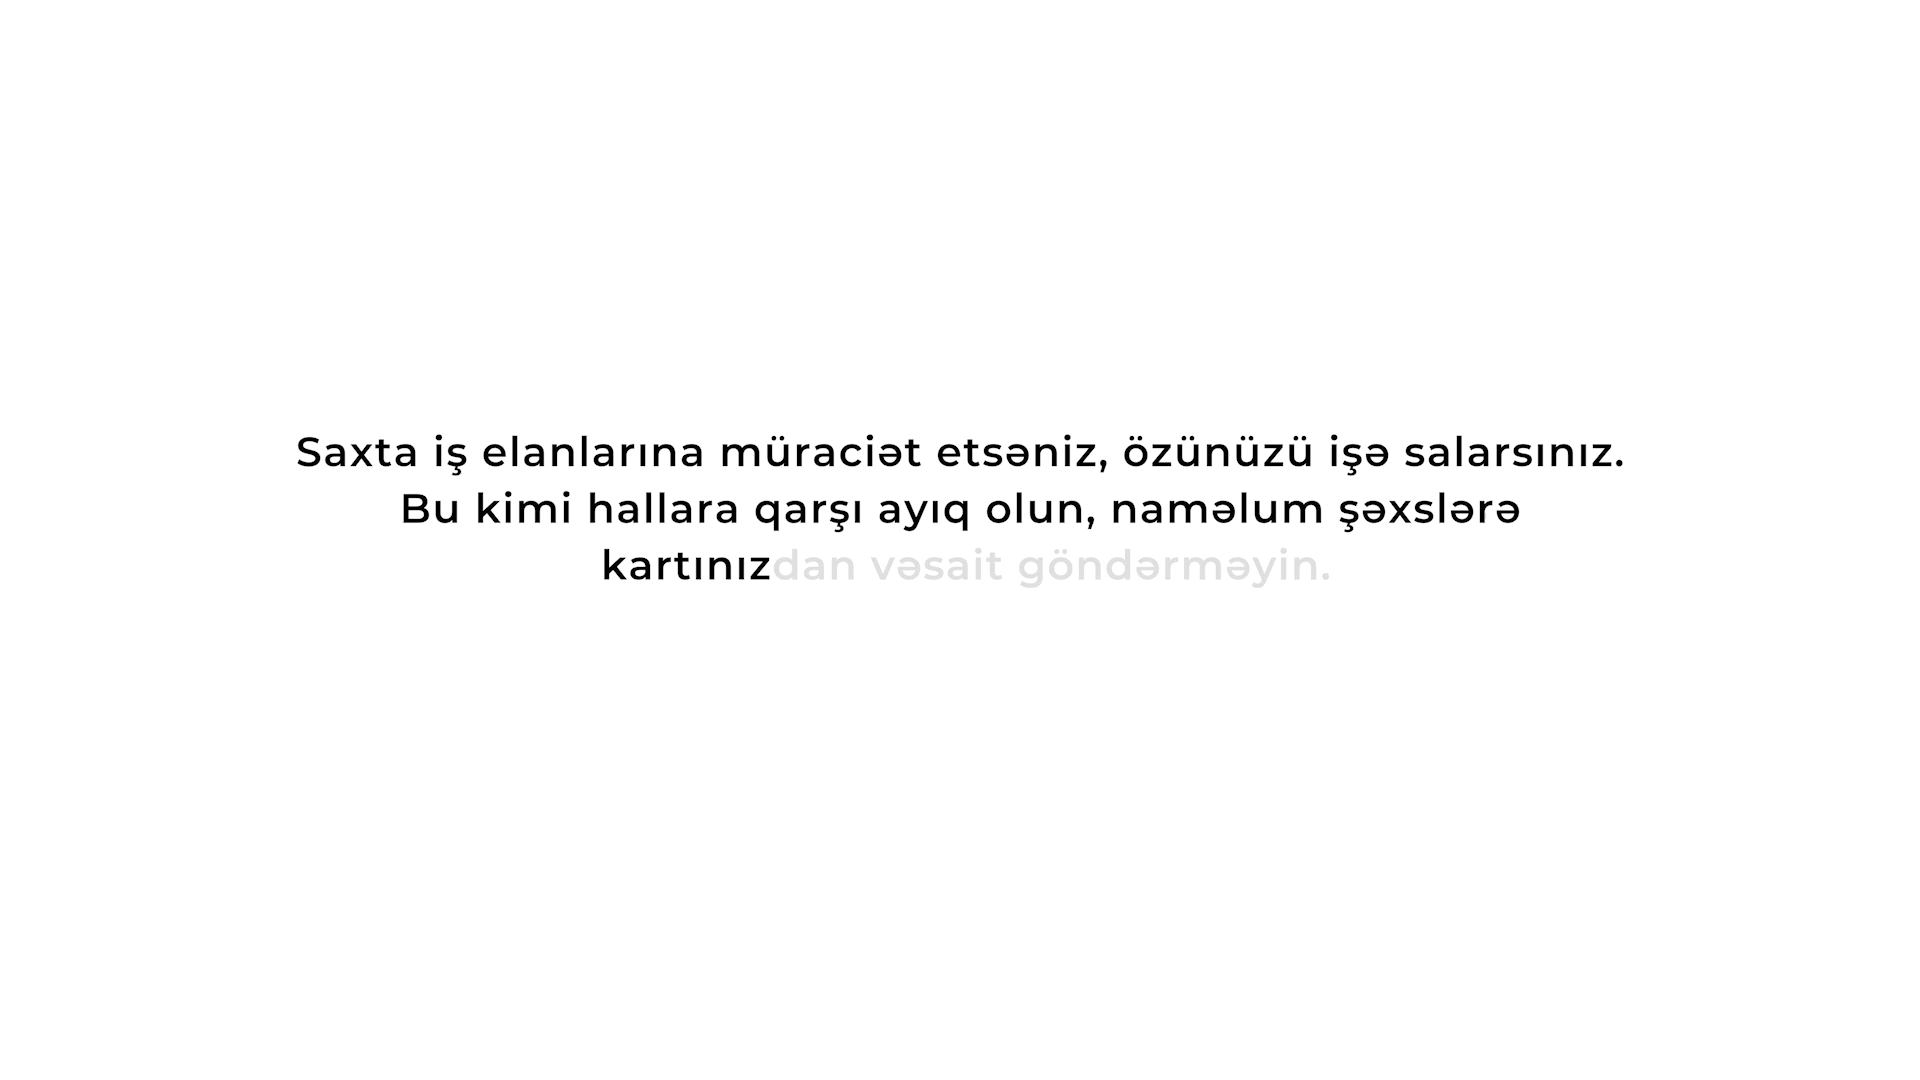 Saxta iş elanlarına müraciət etsəniz, özünüzü işə salarsınız.
Bu kimi hallara qarşı ayıq olun, naməlum şəxslərə
kartınızdan vəsait göndərməyin.